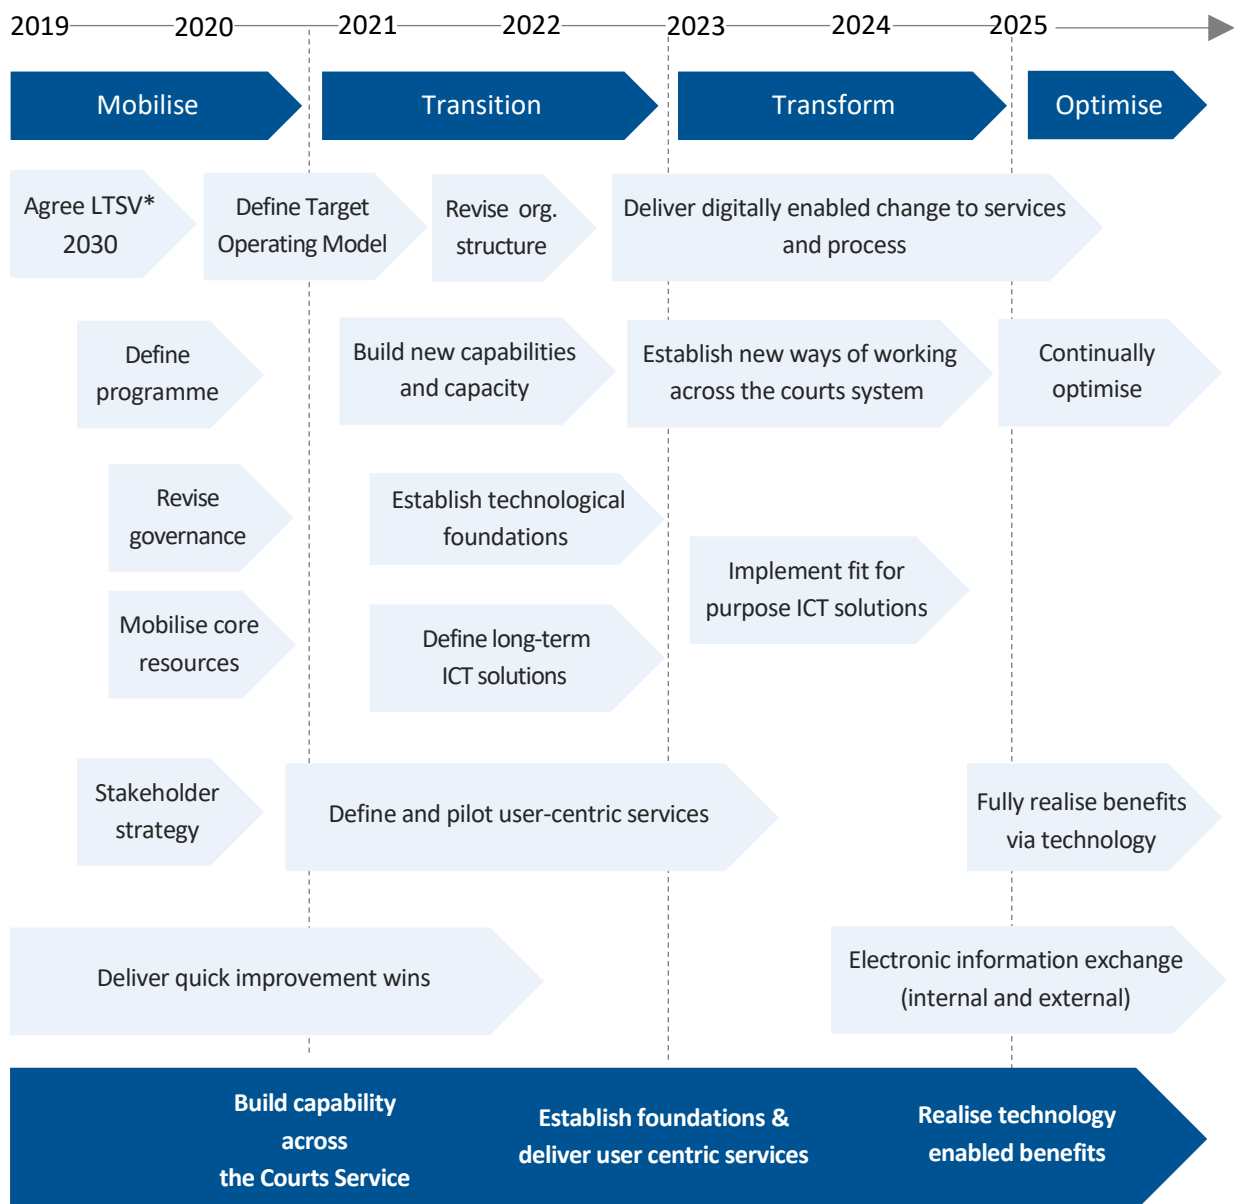 2019 2020 2021 2022 2023 2024 2025
Mobilise
Transition
Transform
Optimise
Agree LTSV*
2030
Define Target
Operating Model
Revise org.
structure
Deliver digitally enabled change to services
and process
Define
programme
Build new capabilities
and capacity
Establish new ways of working
across the courts system
Continually
optimise
Revise
governance
Establish technological
foundations
Implement fit for
purpose ICT solutions
Mobilise core
resources
Define long-term
ICT solutions
Stakeholder
strategy
Define and pilot user-centric services
Fully realise benefits
via technology
Deliver quick improvement wins
Electronic information exchange
(internal and external)
Build capability
across
the Courts Service
Establish foundations &
deliver user centric services
Realise technology
enabled benefits